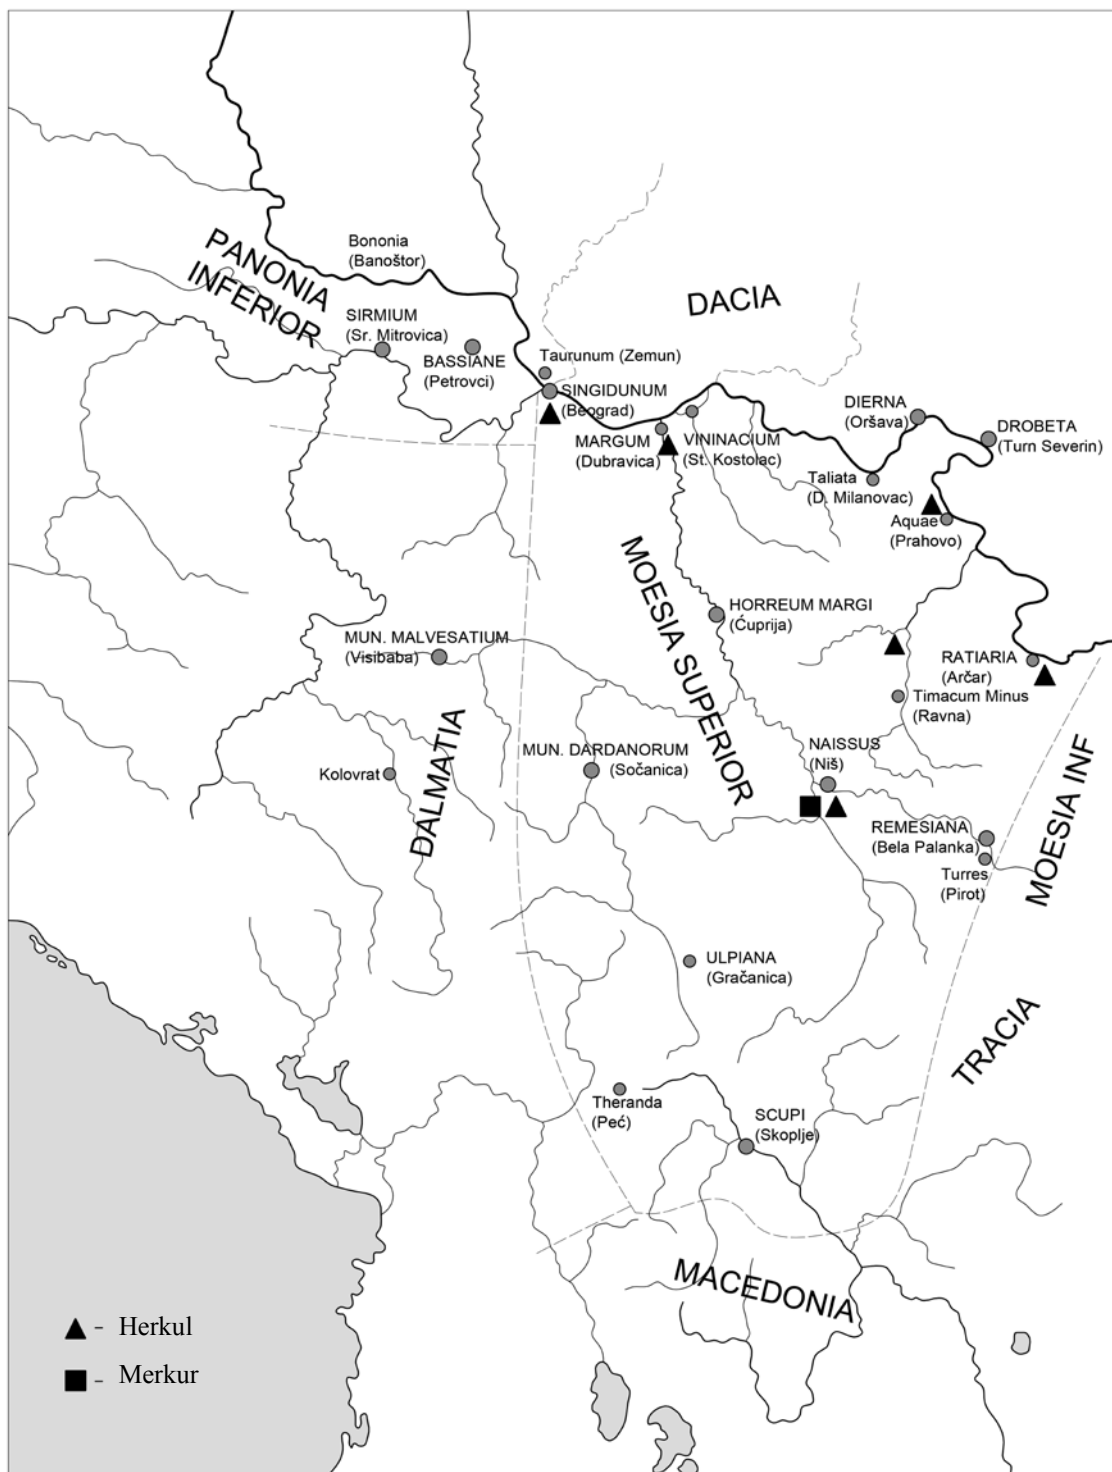 Bononia
(Banoštor)
PANONIA
INFERIOR
DACIA
SIRMIUM
(Sr. Mitrovica)
BASSIANE
(Petrovci)
Taurunum (Zemun)
SINGIDUNUM
(Beograd)
MARGUM
(Dubravica)
VININACIUM
(St. Kostolac)
DIERNA
(Oršava)
DROBETA
(Turn Severin)
Taliata
(D. Milanovac)
Aquae
(Prahovo)
MOESIA SUPERIOR
HORREUM MARGI
(Ćuprija)
MUN. MALVESATIUM
(Visibaba)
RATIARIA
(Arčar)
Timacum Minus
(Ravna)
DALMATIA
MUN. DARDANORUM
(Sočanica)
NAISSUS
(Niš)
Kolovrat
MOESIA INF
REMESIANA
(Bela Palanka)
Turres
(Pirot)
ULPIANA
(Gračanica)
TRACIA
Theranda
(Peć)
SCUPI
(Skoplje)
MACEDONIA
- Herkul
- Merkur